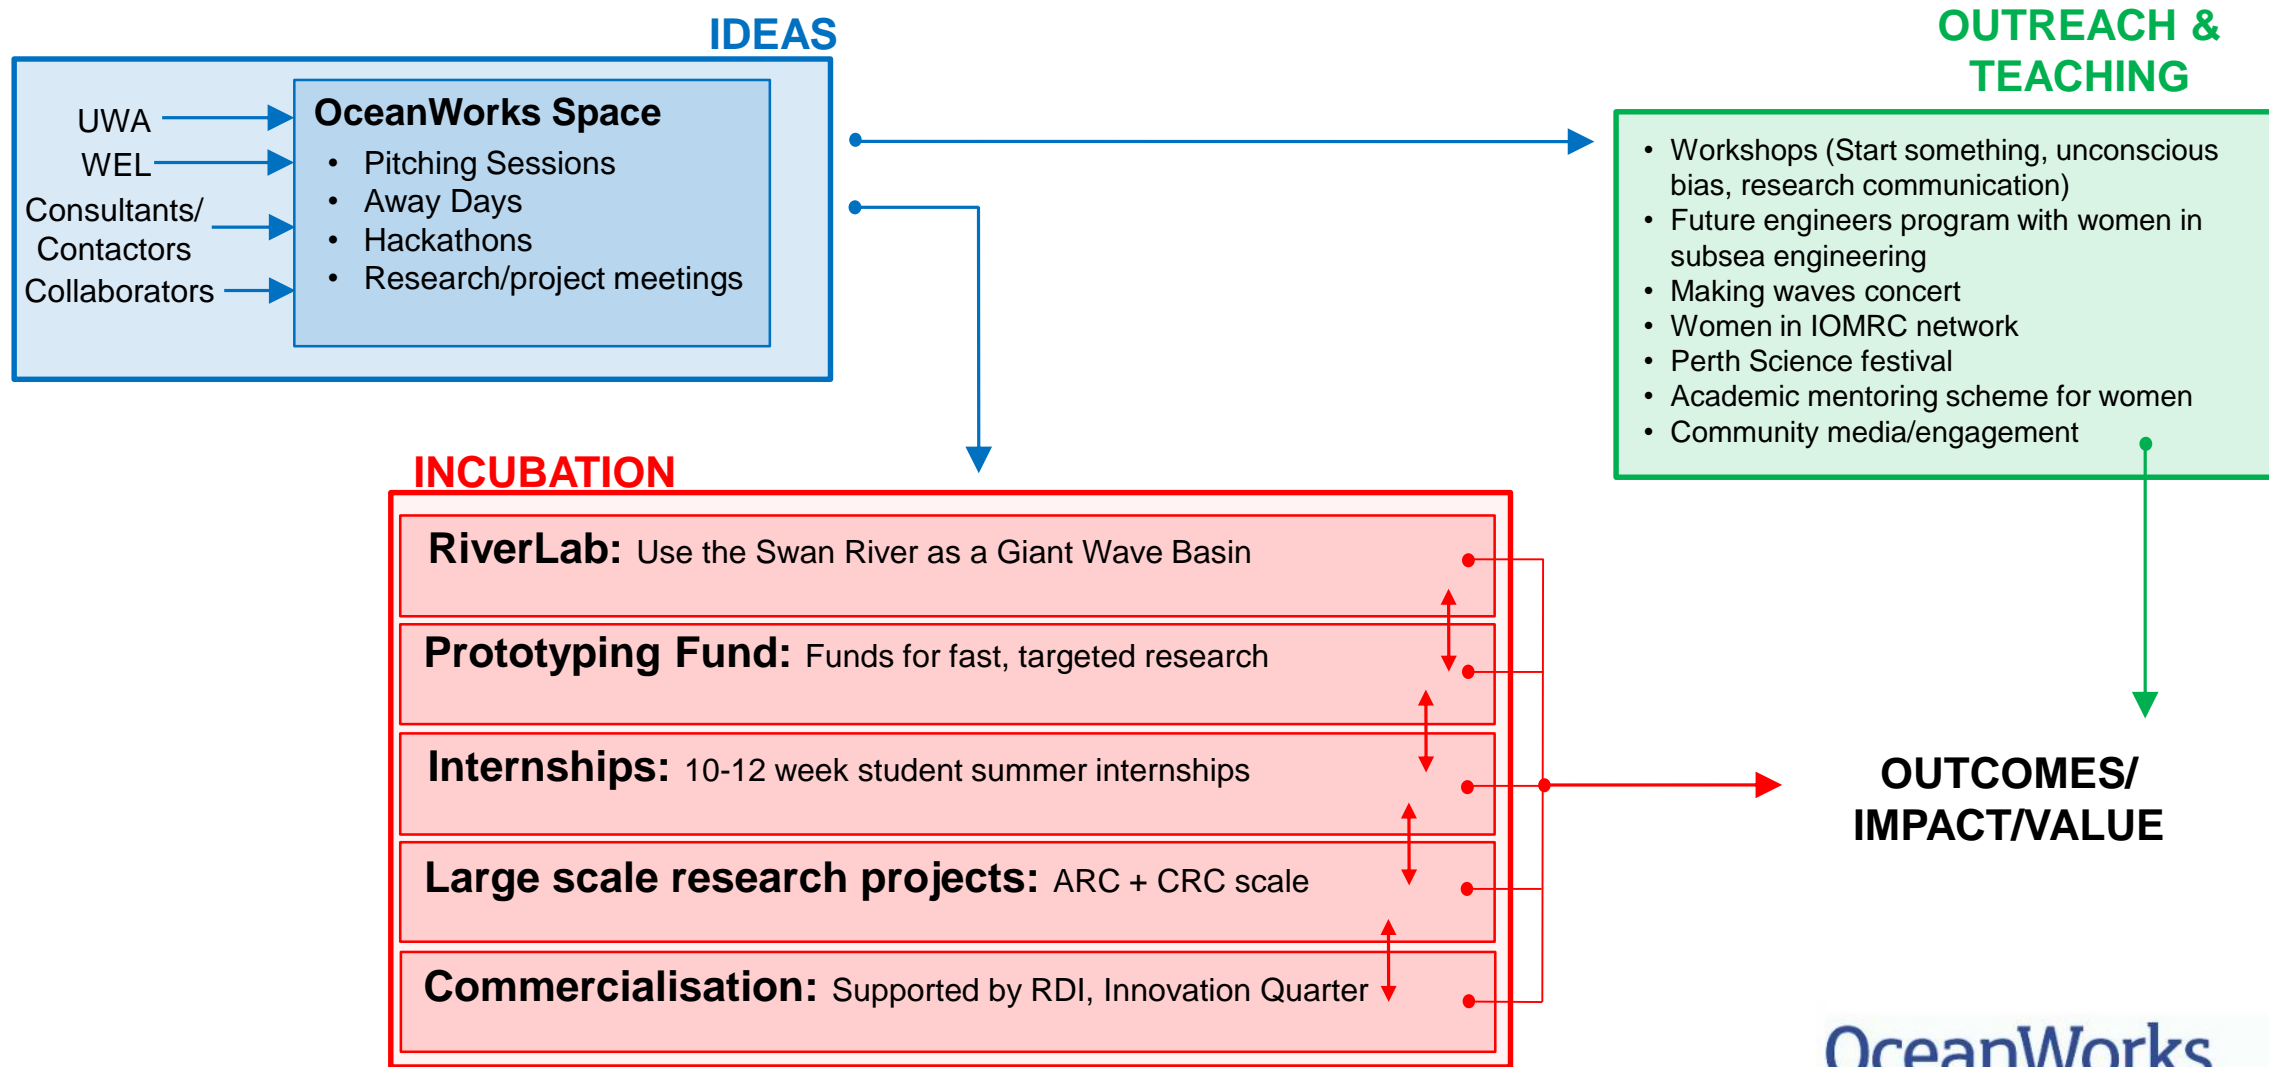 IDEAS
UWA
WEL
Consultants/
Contactors
Collaborators
OceanWorks Space
• Pitching Sessions
• Away Days
• Hackathons
• Research/project meetings
OUTREACH &
TEACHING
• Workshops (Start something, unconscious
bias, research communication)
• Future engineers program with women in
subsea engineering
• Making waves concert
• Women in IOMRC network
• Perth Science festival
• Academic mentoring scheme for women
• Community media/engagement
INCUBATION
RiverLab: Use the Swan River as a Giant Wave Basin
Prototyping Fund: Funds for fast, targeted research
Internships: 10-12 week student summer internships
Large scale research projects: ARC + CRC scale
Commercialisation: Supported by RDI, Innovation Quarter
OUTCOMES/
IMPACT/VALUE
OceanWorks